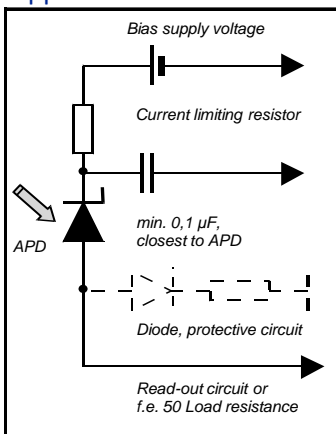 Bias supply voltage
Current limiting resistor
min. 0,1 µF,
closest to APD
APD
Diode, protective circuit
Read-out circuit or
f.e. 50 Load resistance